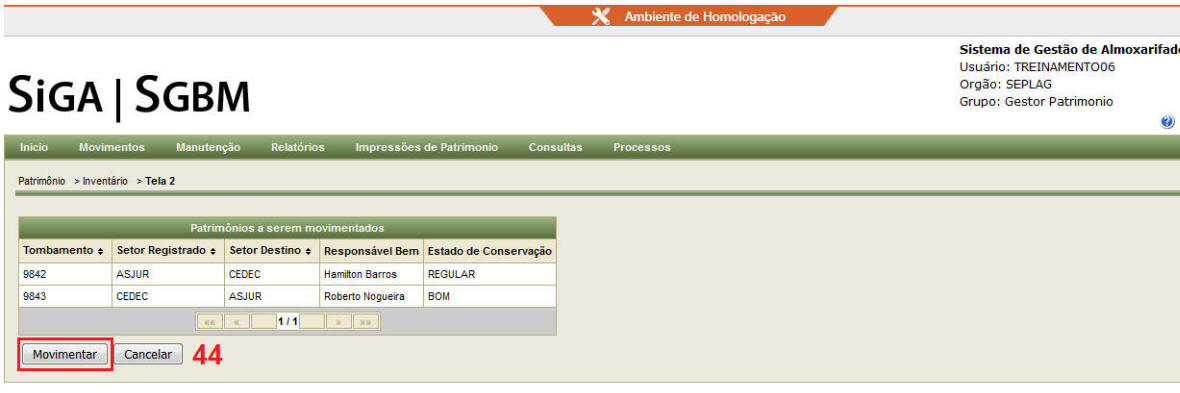 Ambiente de Homologação
Sistema de Gestão de Almoxarifad
Usuário: TREINAMENTO06
Orgão: SEPLAG
Grupo: Gestor Patrimonio
SiGA | SGBM
Início Movimentos Manutenção Relatórios Impressões de Patrimonio Consultas Processos
Patrimônio > Inventário > Tela 2
Patrimônios a serem movimentados
Tombamento Setor Registrado Setor Destino Responsável Bem Estado de Conservação
9842 ASJUR CEDEC Hamilton Barros REGULAR
9843 CEDEC ASJUR Roberto Nogueira BOM
«« « 1 / 1 » »»
Movimentar Cancelar 44